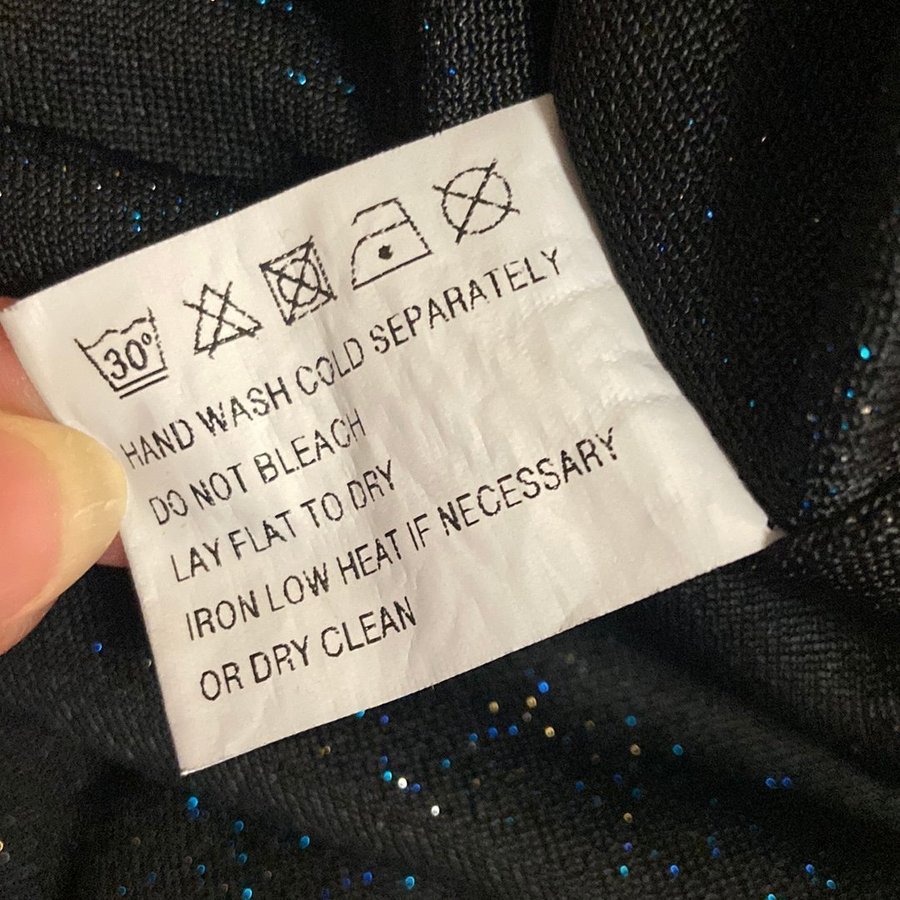 30°
HAND WASH COLD SEPARATELY
DO NOT BLEACH
LAY FLAT TO DRY
IRON LOW HEAT IF NECESSARY
OR DRY CLEAN